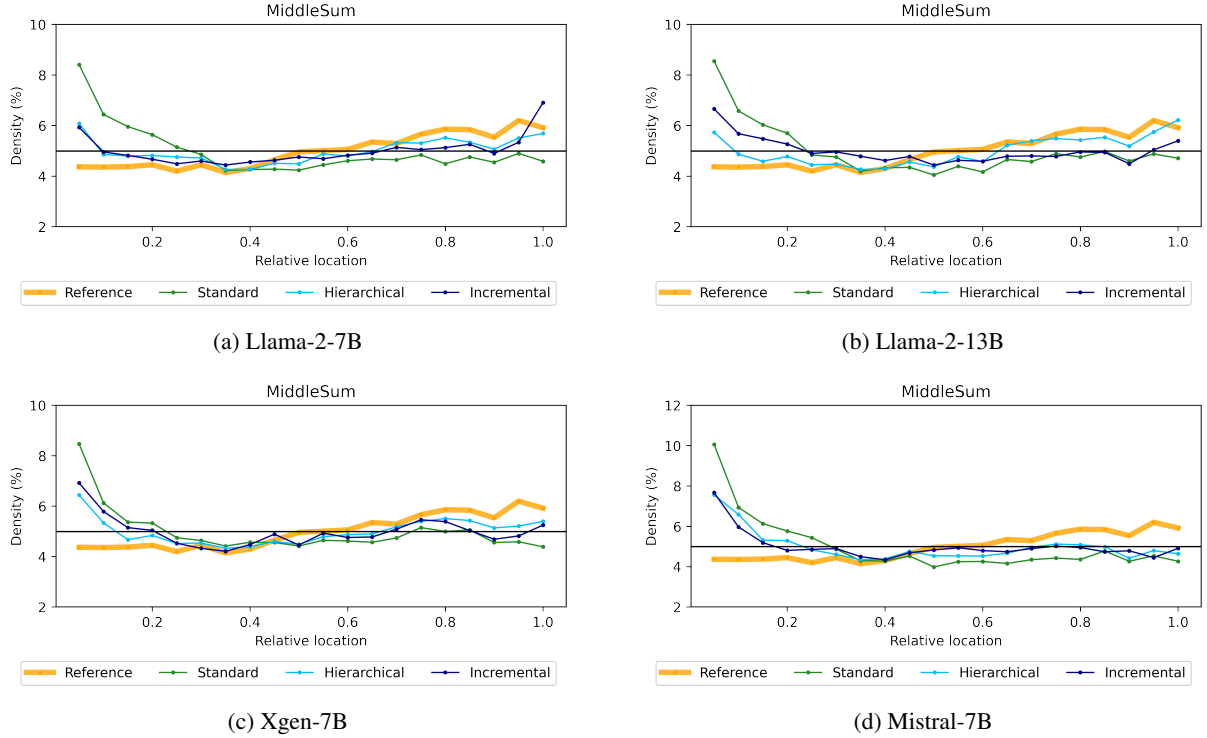 MiddleSum
10
8
6
4
2
Density (%)
0.2 0.4 0.6 0.8 1.0
Relative location
Reference Standard Hierarchical Incremental
(a) Llama-2-7B
MiddleSum
10
8
6
4
2
Density (%)
0.2 0.4 0.6 0.8 1.0
Relative location
Reference Standard Hierarchical Incremental
(b) Llama-2-13B
MiddleSum
10
8
6
4
2
Density (%)
0.2 0.4 0.6 0.8 1.0
Relative location
Reference Standard Hierarchical Incremental
(c) Xgen-7B
MiddleSum
12
10
8
6
4
2
Density (%)
0.2 0.4 0.6 0.8 1.0
Relative location
Reference Standard Hierarchical Incremental
(d) Mistral-7B